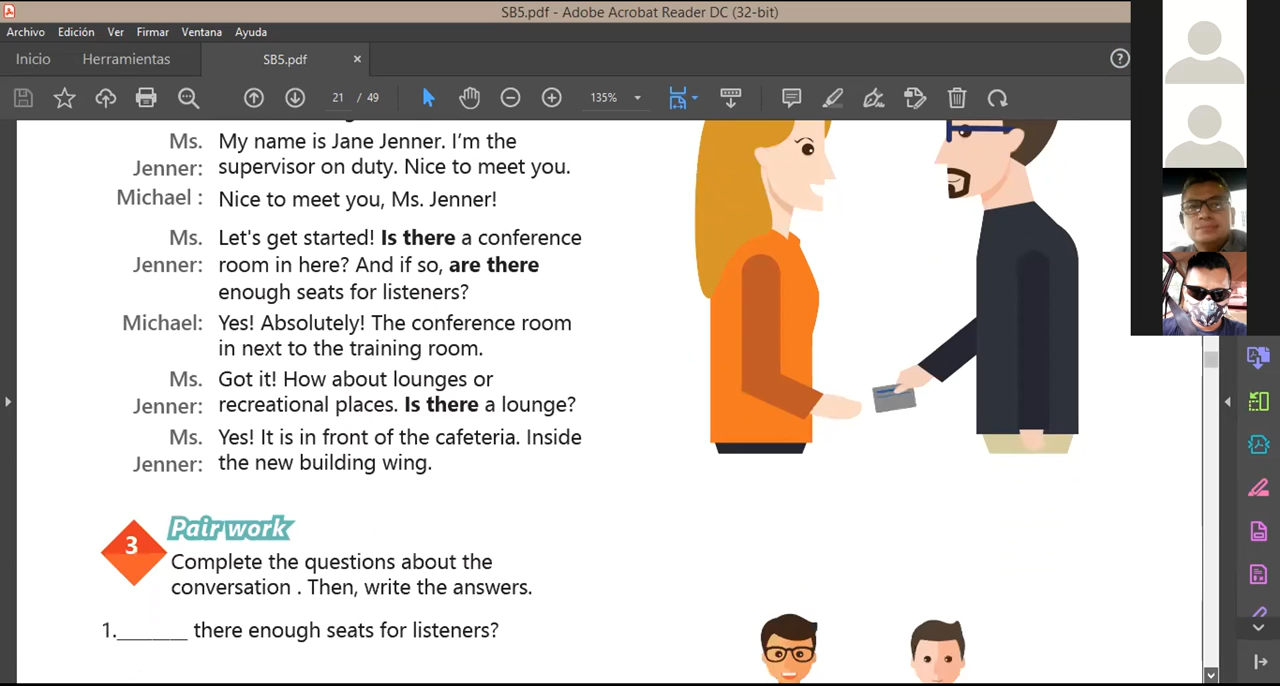 SB5.pdf - Adobe Acrobat Reader DC (32-bit)
Archivo Edición Ver Firmar Ventana Ayuda
Inicio Herramientas SB5.pdf ×
21 / 49 135%
Ms. My name is Jane Jenner. I'm the
Jenner: supervisor on duty. Nice to meet you.
Michael : Nice to meet you, Ms. Jenner!
Ms. Let's get started! Is there a conference
Jenner: room in here? And if so, are there
enough seats for listeners?
Michael: Yes! Absolutely! The conference room
in next to the training room.
Ms. Got it! How about lounges or
Jenner: recreational places. Is there a lounge?
Ms. Yes! It is in front of the cafeteria. Inside
Jenner: the new building wing.
3 Pair work
Complete the questions about the
conversation . Then, write the answers.
1.______ there enough seats for listeners?